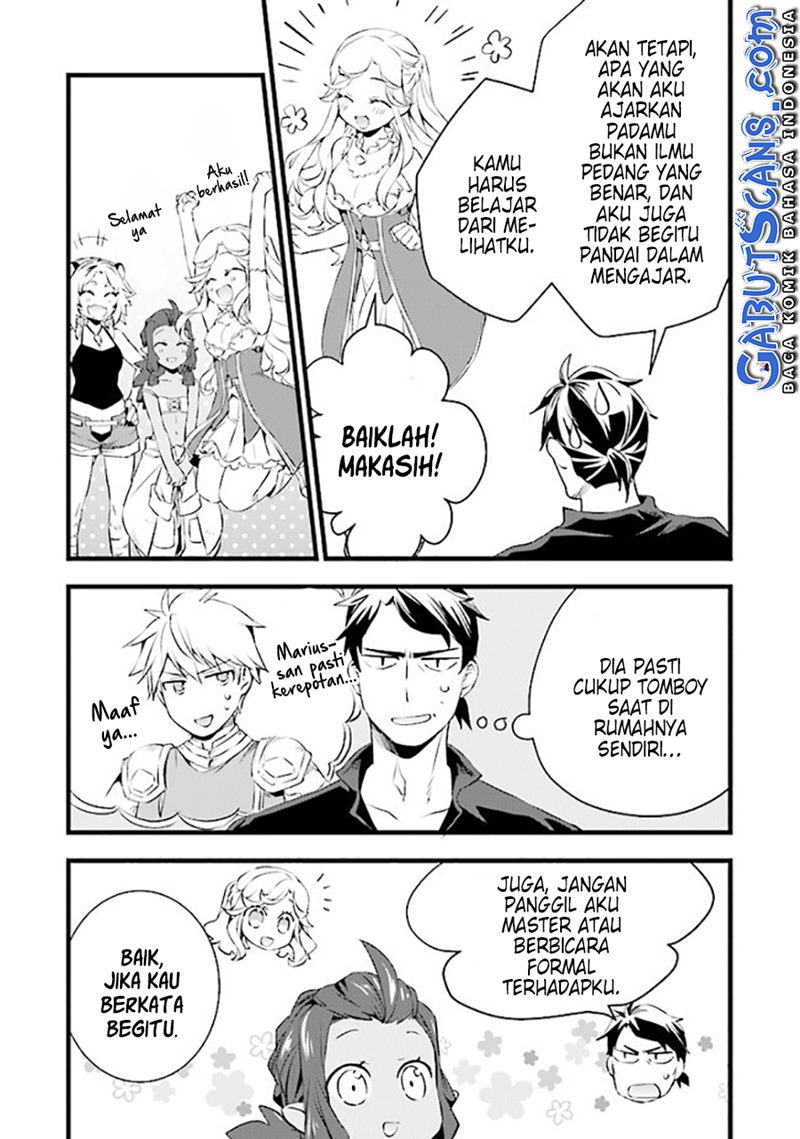 AKAN TETAPI,
APA YANG
AKAN AKU
AJARKAN
PADAMU
BUKAN ILMU
PEDANG YANG
BENAR, DAN
AKU JUGA
TIDAK BEGITU
PANDAI DALAM
MENGAJAR.
KAMU
HARUS
BELAJAR
DARI ME-
LIHATKU.
BAIKLAH!
MAKASIH!
Aku
berhasil!
Selamat
ya
DIA PASTI
CUKUP TOMBOY
SAAT DI
RUMAHNYA
SENDIRI...
Marius-
san pasti
kerepotan...
Maaf
ya...
JUGA, JANGAN
PANGGIL AKU
MASTER ATAU
BERBICARA
FORMAL
TERHADAPKU.
BAIK,
JIKA KAU
BERKATA
BEGITU.
GABUTSCANS.COM
BACA KOMIK BAHASA INDONESIA